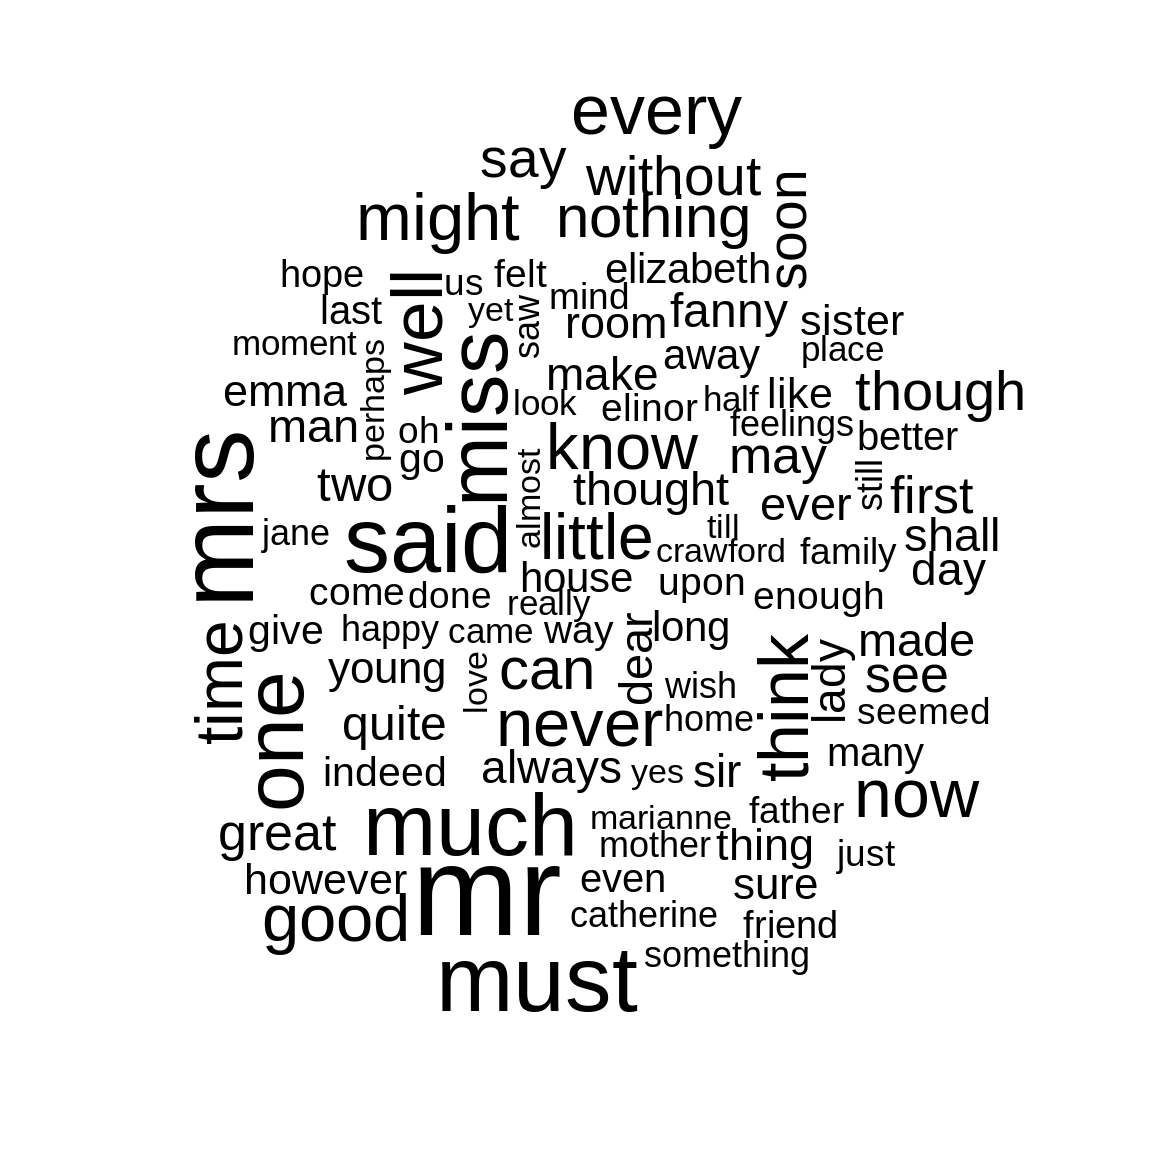 every
say
without
soon
might
nothing
elizabeth
hope
us
felt
well
mind
last
yet
saw
room
fanny
sister
moment
miss
away
place
perhaps
make
emma
look
elinor
half
like
though
man
oh
feelings
better
mrs
go
know
may
two
almost
thought
ever
still
first
jane
said
little
till
crawford
family
shall
day
house
upon
come
done
really
enough
time
give
happy
came
way
dear
long
made
young
love
can
think
lady
see
one
wish
quite
never
home
seemed
indeed
always
yes
sir
many
now
great
much
marianne
father
mother
thing
just
however
mr
even
sure
good
catherine
friend
must
something